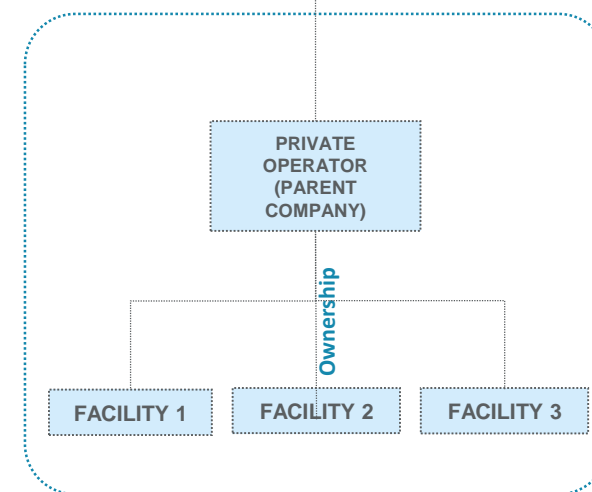 PRIVATE
OPERATOR
(PARENT
COMPANY)
Ownership
FACILITY 1
FACILITY 2
FACILITY 3